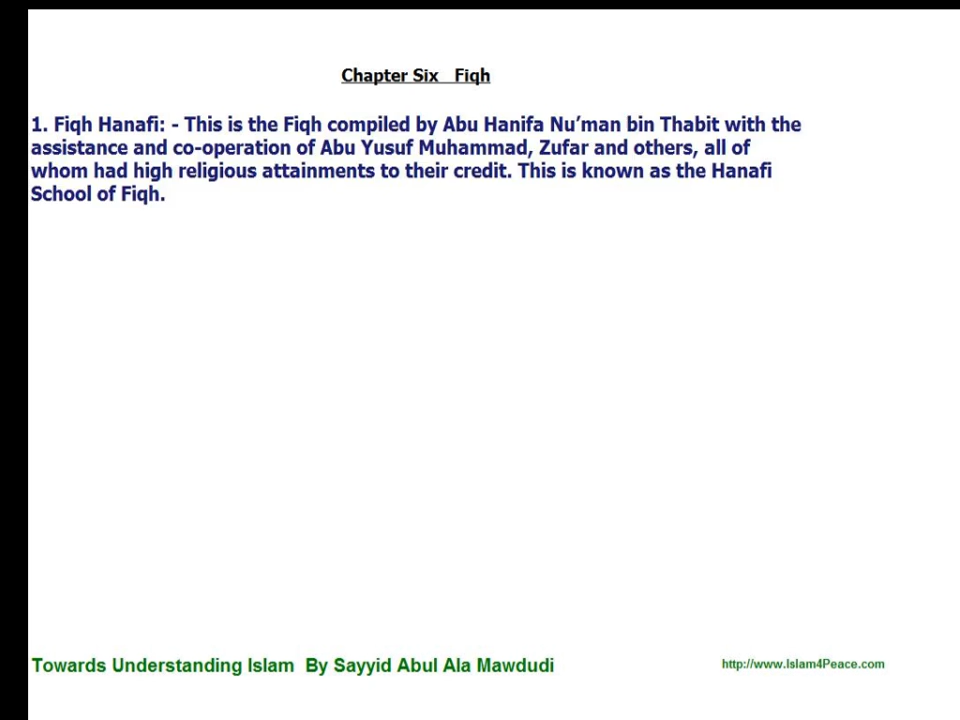 Chapter Six   Fiqh
1. Fiqh Hanafi: - This is the Fiqh compiled by Abu Hanifa Nu’man bin Thabit with the
assistance and co-operation of Abu Yusuf Muhammad, Zufar and others, all of
whom had high religious attainments to their credit. This is known as the Hanafi
School of Fiqh.
Towards Understanding Islam  By Sayyid Abul Ala Mawdudi
http://www.Islam4Peace.com